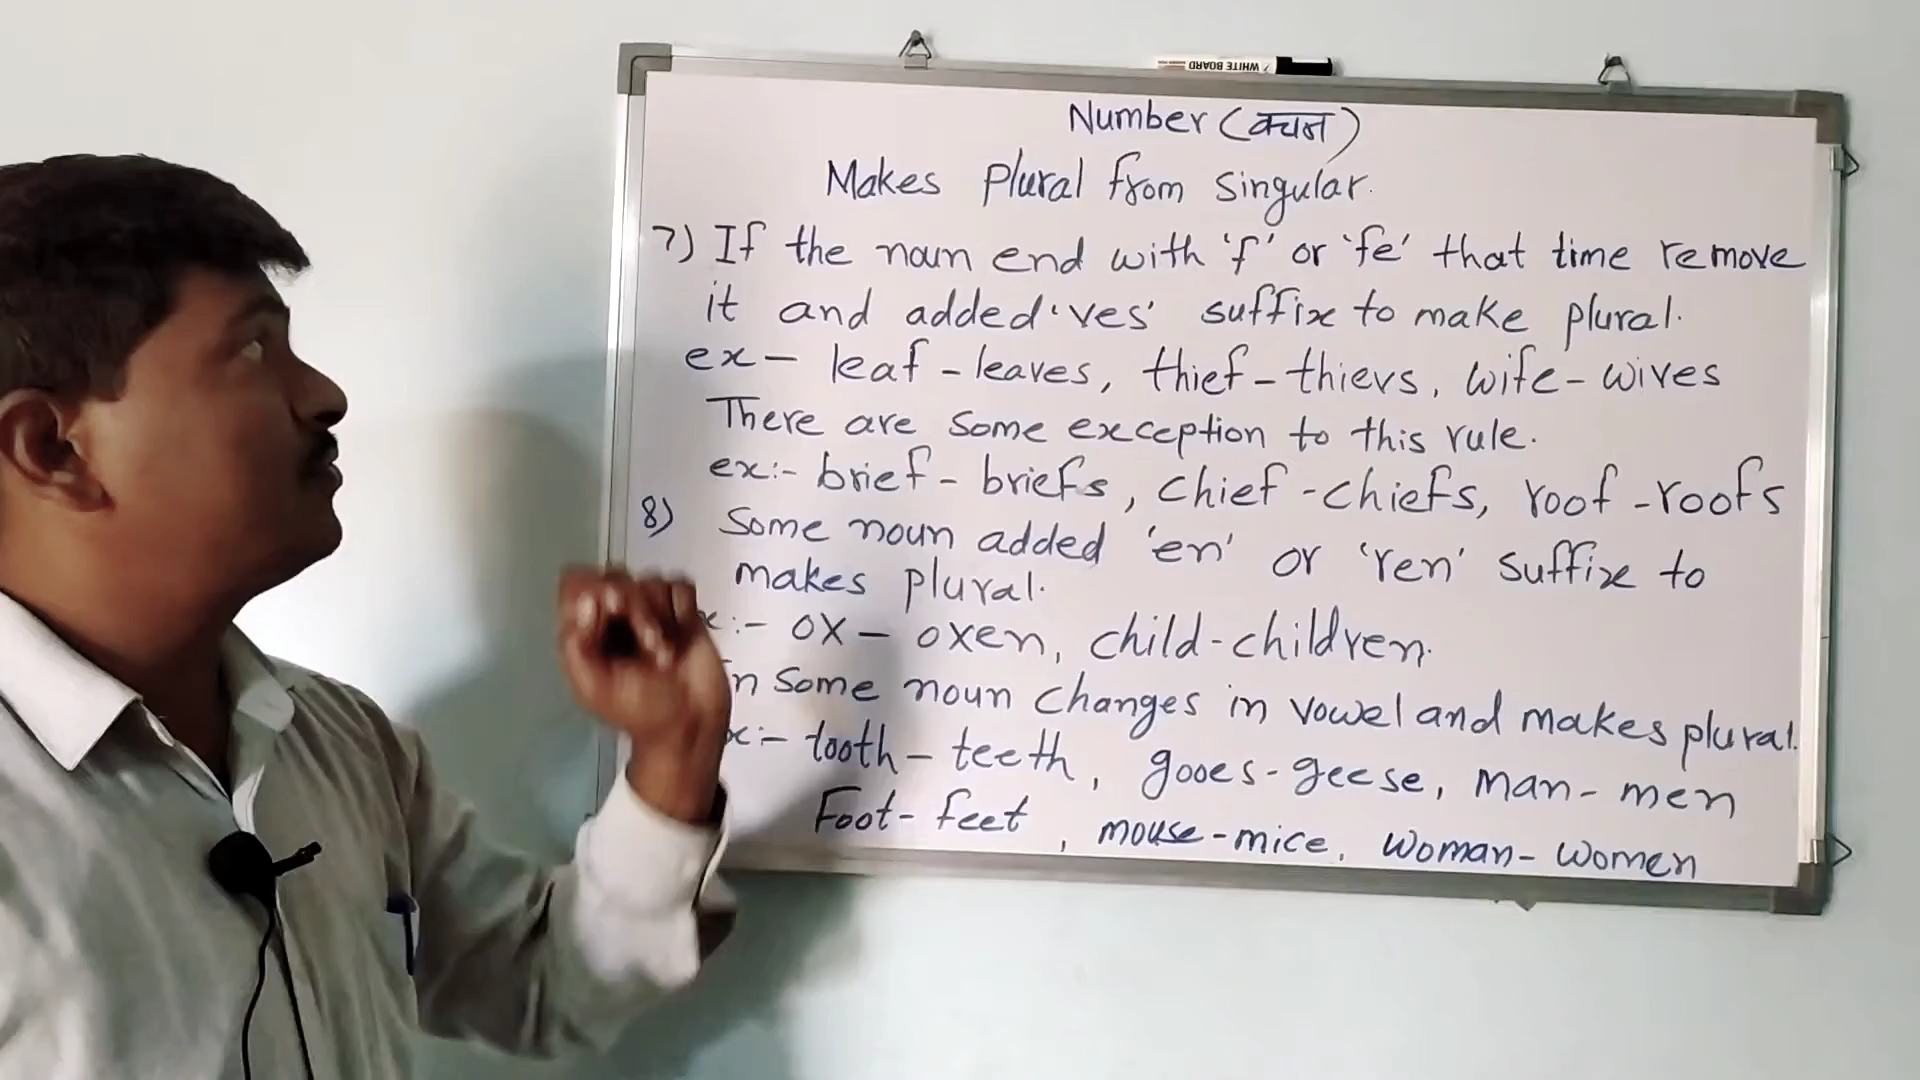 WHITE BOARD
Number (वचन)
Makes plural from singular.
7) If the noun end with 'f' or 'fe' that time remove
it and added 'ves' suffix to make plural.
ex – leaf - leaves, thief - thievs, wife - wives
There are some exception to this rule.
ex:- brief - briefs, chief - chiefs, roof - roofs
8) Some noun added 'en' or 'ren' suffix to
makes plural.
x:- ox – oxen, child - children.
n some noun changes in vowel and makes plural.
x:- tooth – teeth, gooes - geese, man - men
Foot - feet, mouse - mice, woman - women